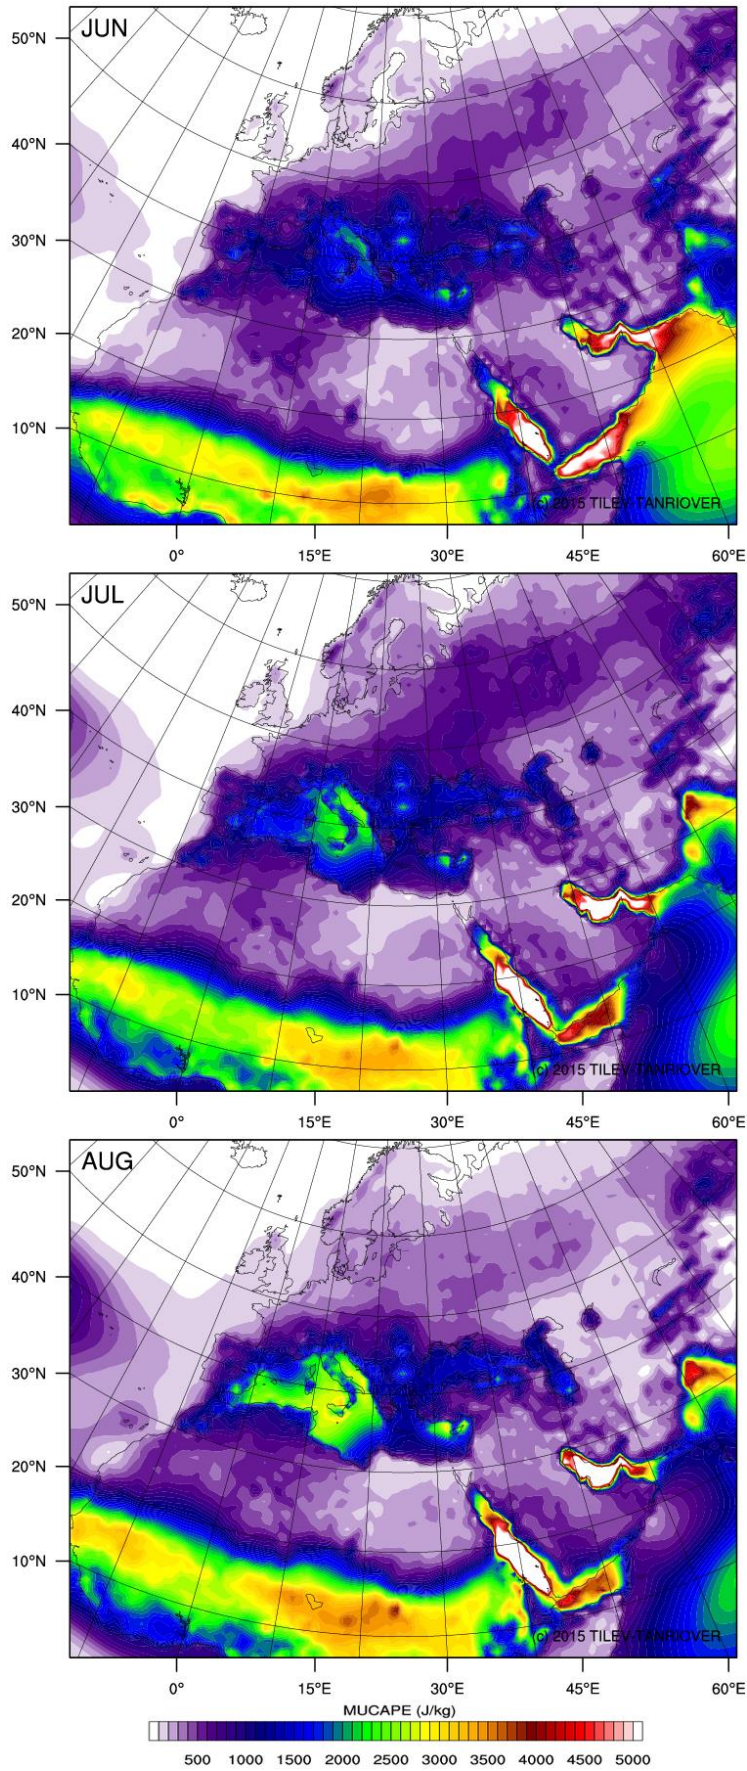 JUN
50°N
40°N
30°N
20°N
10°N
(c) 2015 TILEV-TANRIOVER
0° 15°E 30°E 45°E 60°E
JUL
50°N
40°N
30°N
20°N
10°N
(c) 2015 TILEV-TANRIOVER
0° 15°E 30°E 45°E 60°E
AUG
50°N
40°N
30°N
20°N
10°N
(c) 2015 TILEV-TANRIOVER
0° 15°E 30°E 45°E 60°E
MUCAPE (J/kg)
500 1000 1500 2000 2500 3000 3500 4000 4500 5000